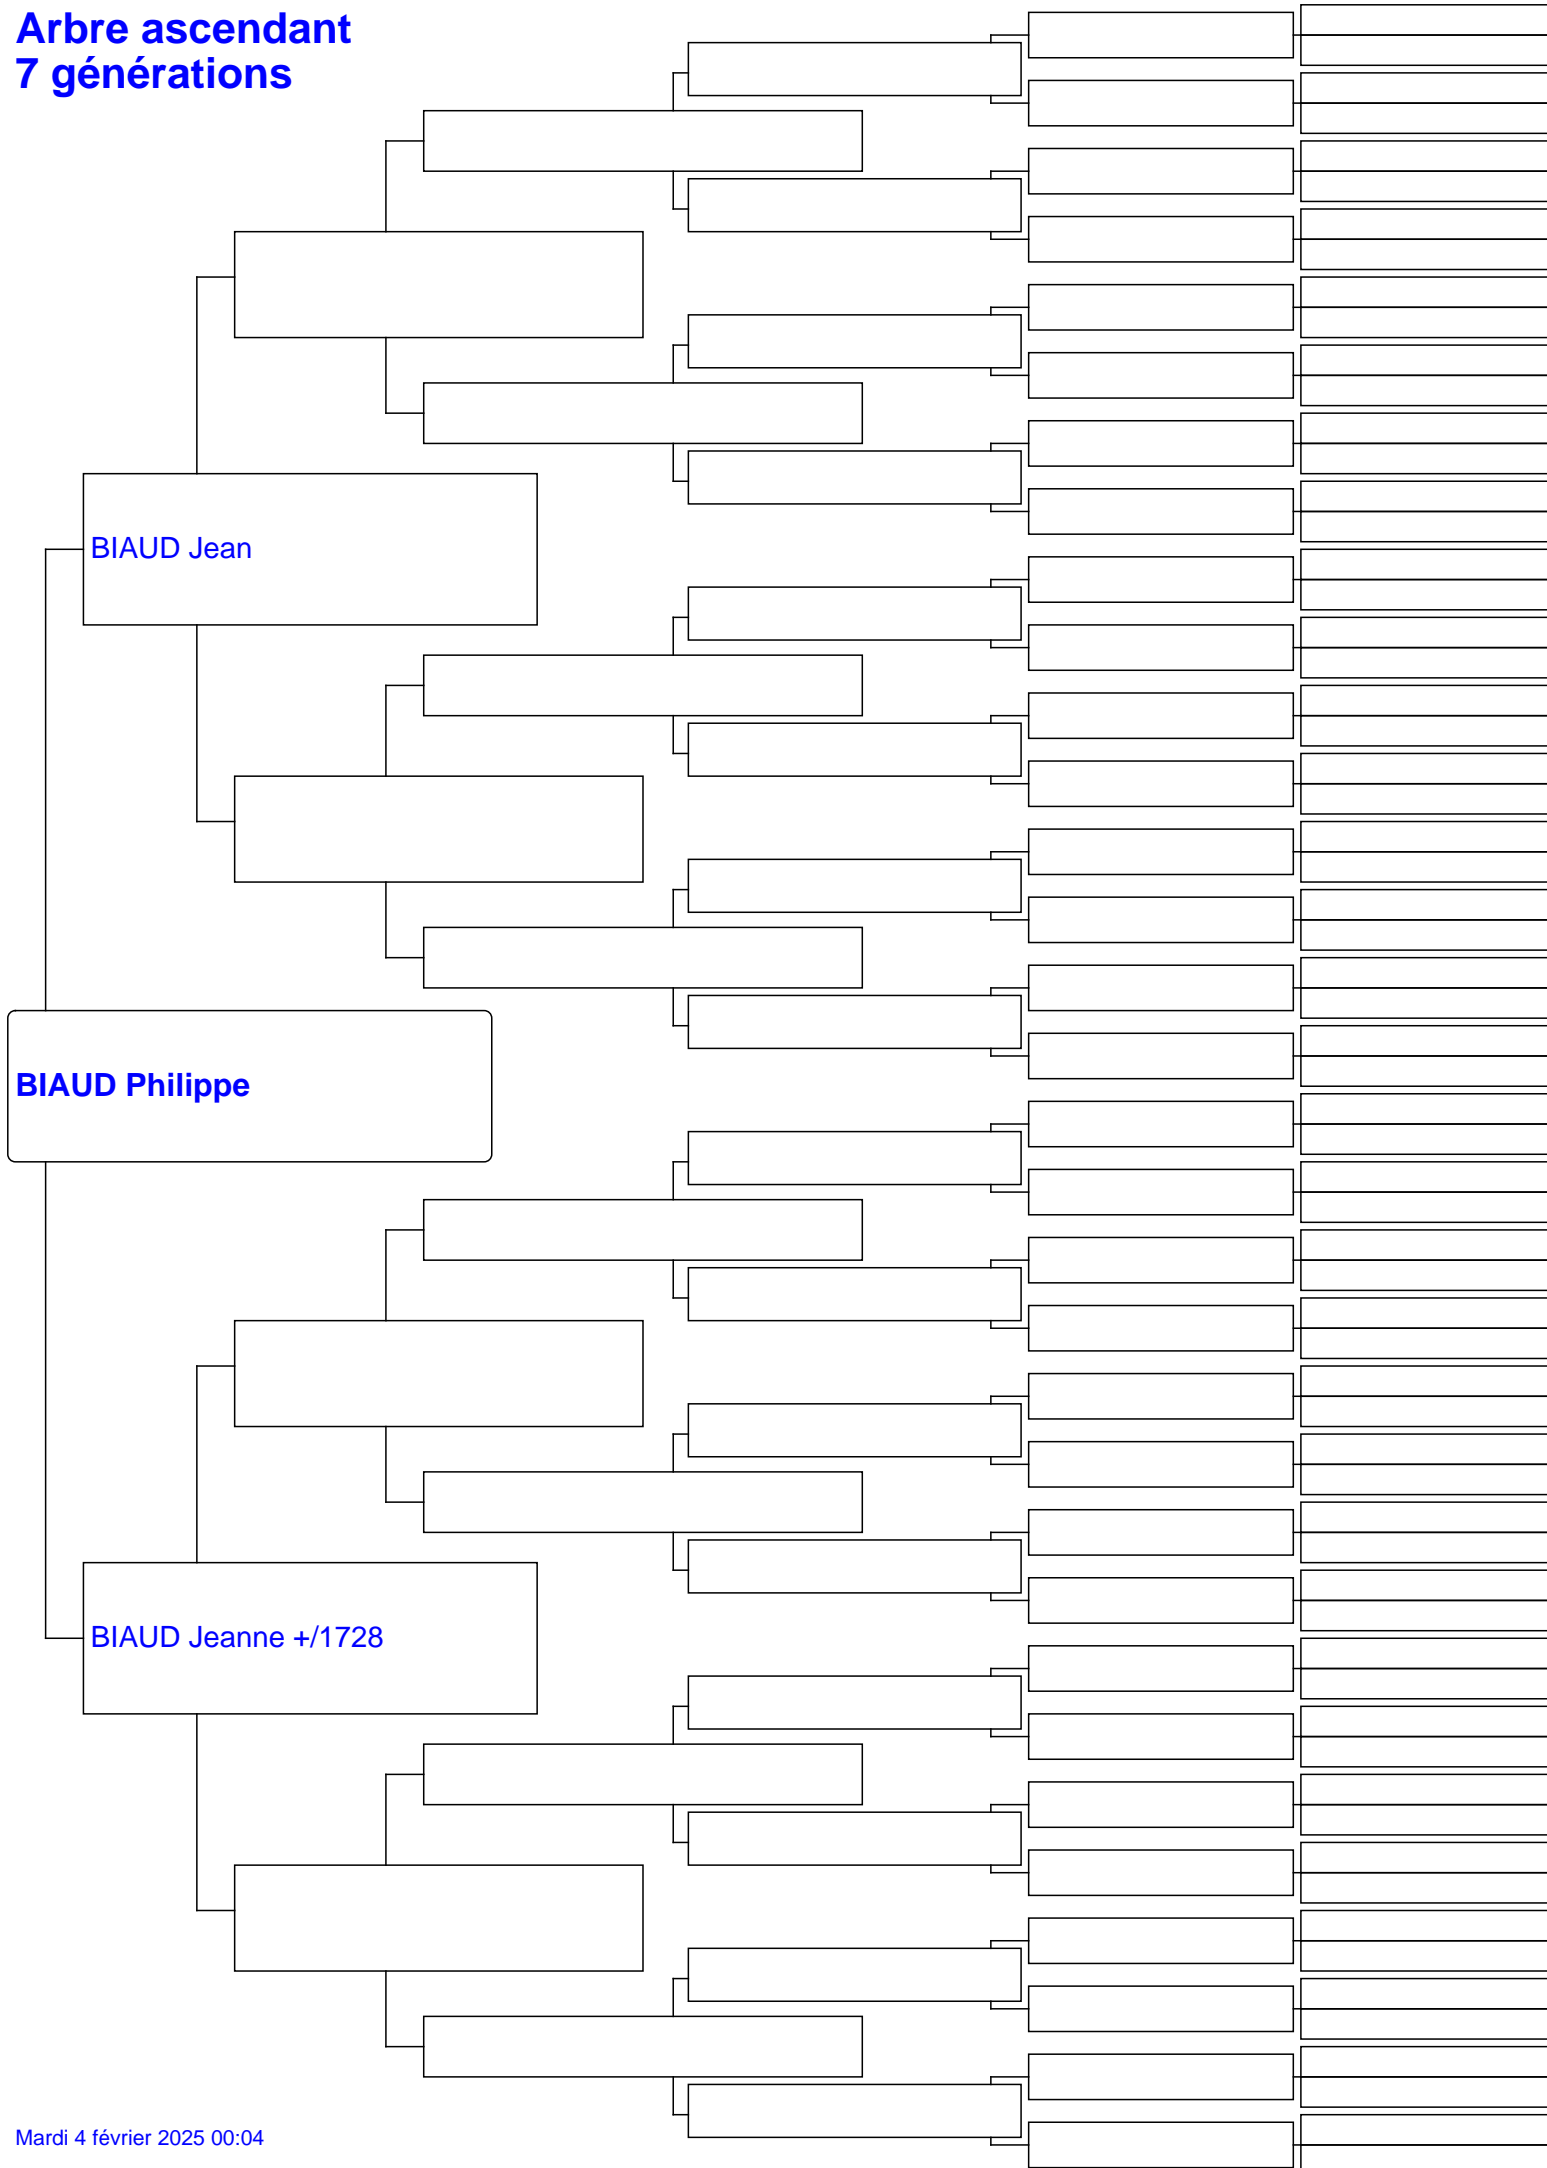 Arbre ascendant
7 générations
BIAUD Jean
BIAUD Philippe
BIAUD Jeanne +/1728
Mardi 4 février 2025 00:04